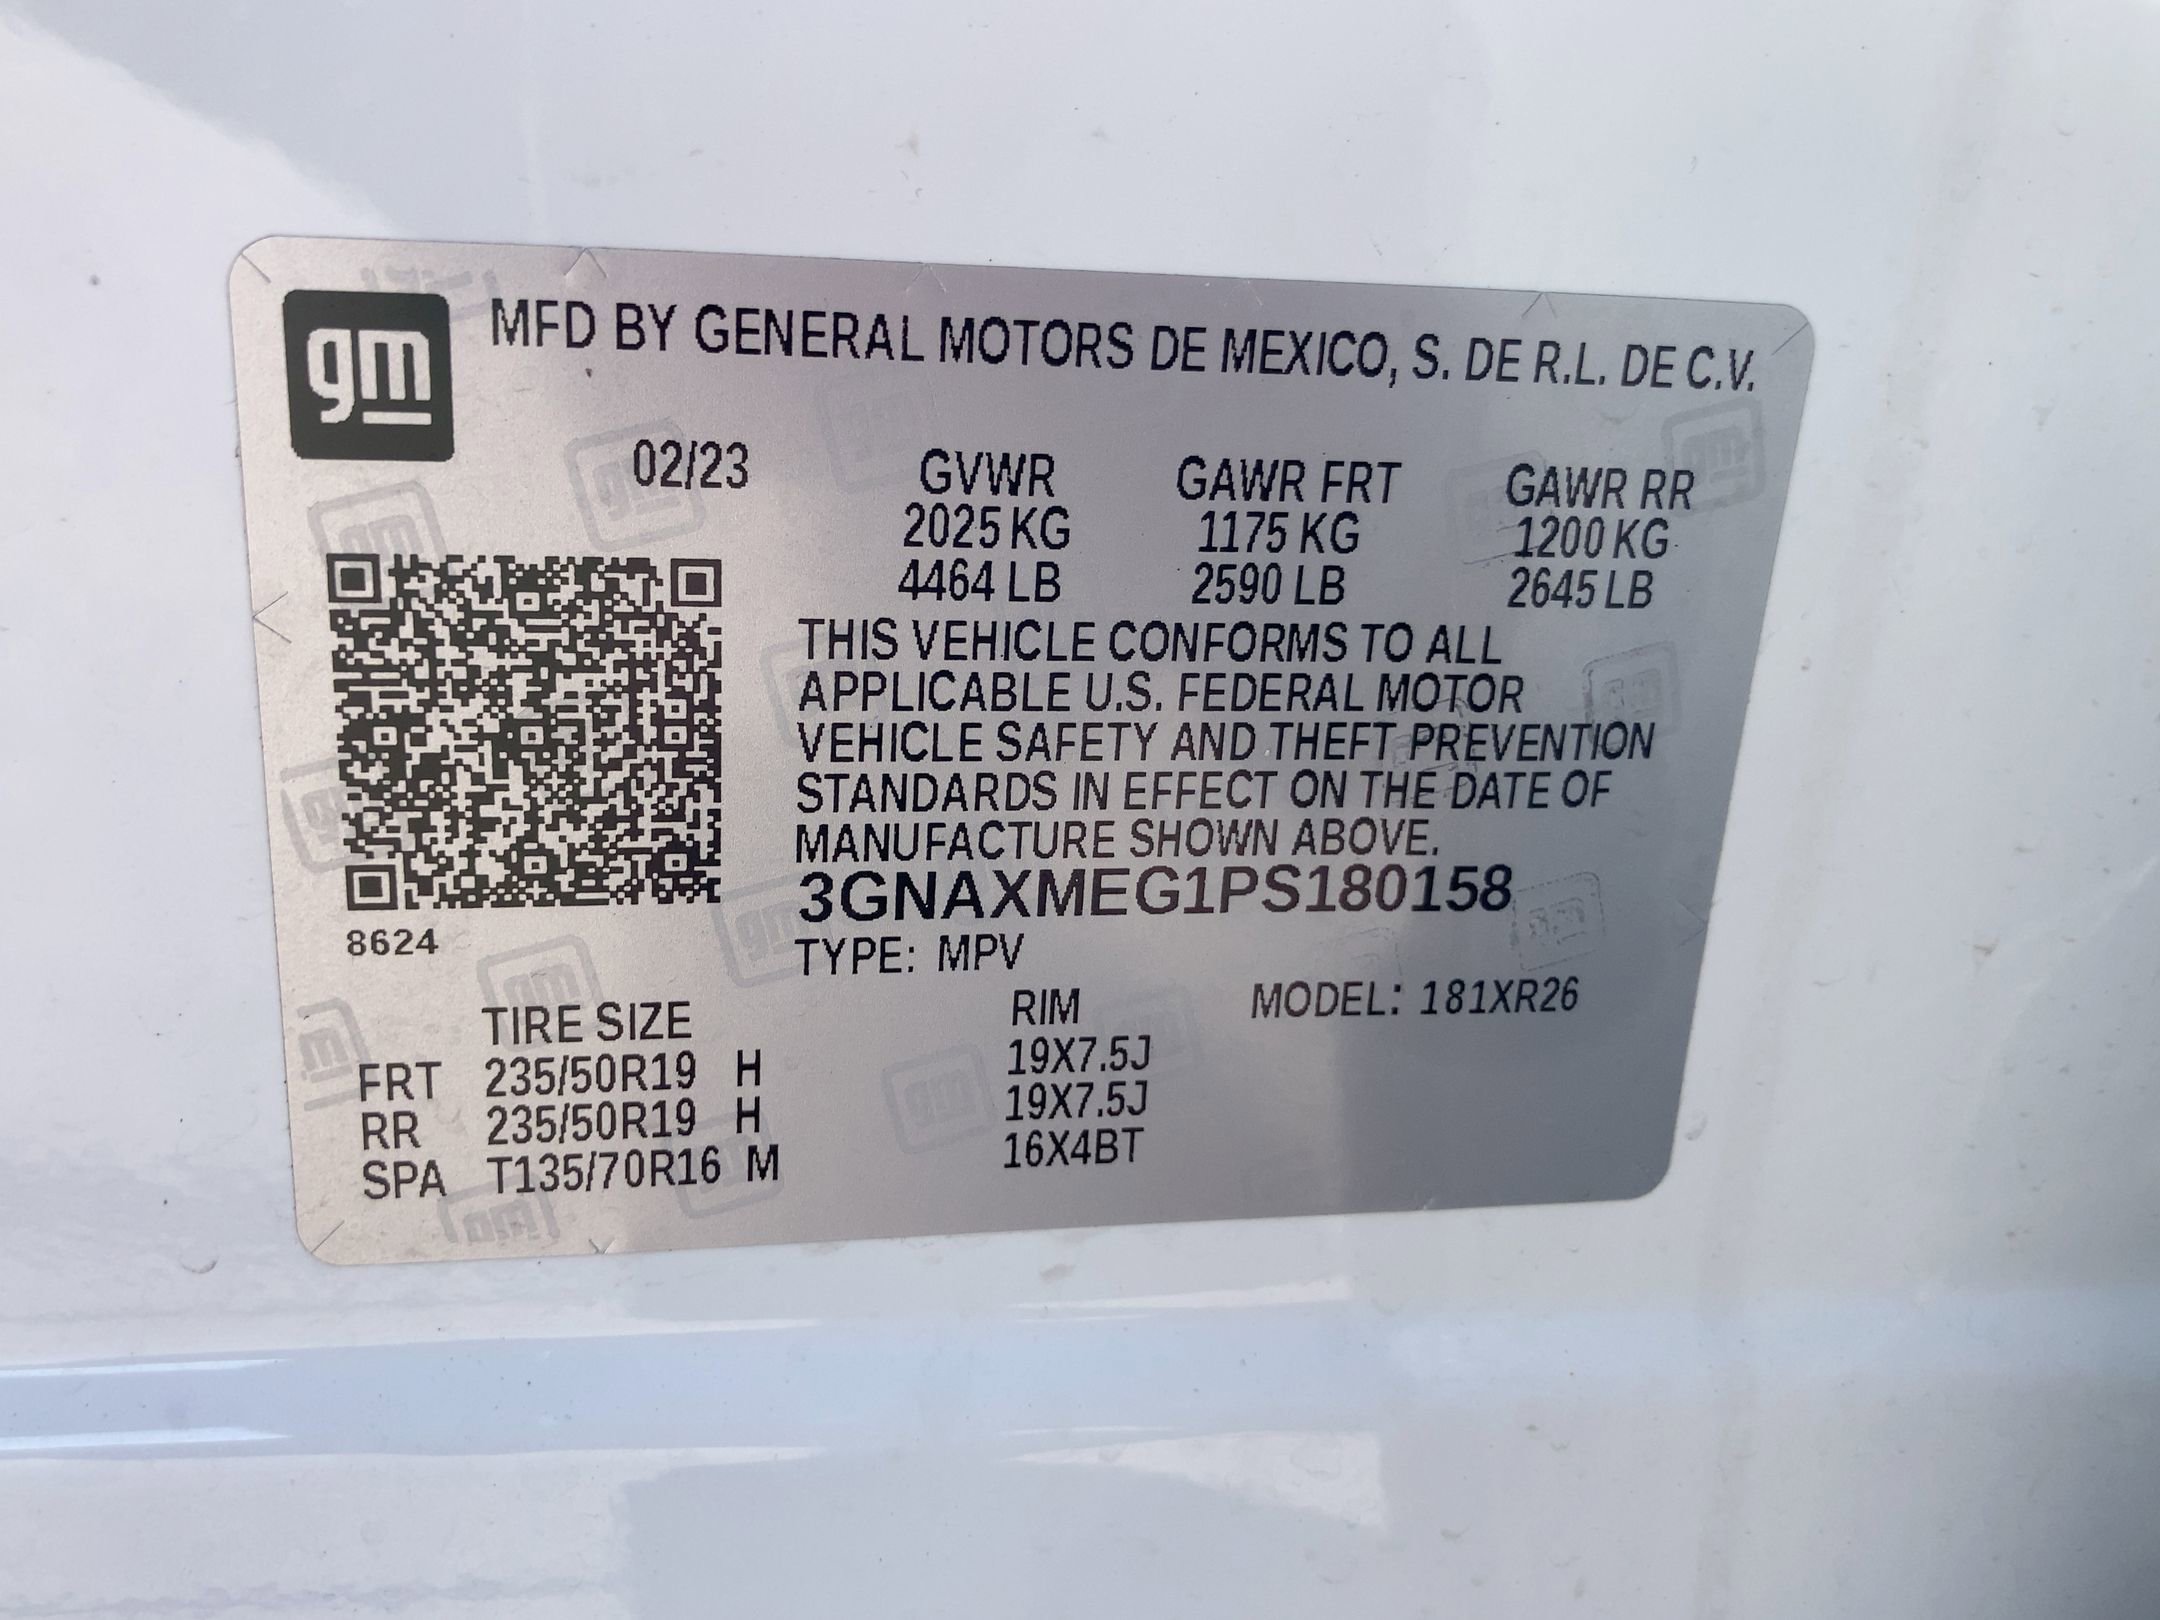 gm
MFD BY GENERAL MOTORS DE MEXICO, S. DE R.L. DE C.V.
02/23 GVWR GAWR FRT GAWR RR
2025 KG 1175 KG 1200 KG
4464 LB 2590 LB 2645 LB
THIS VEHICLE CONFORMS TO ALL
APPLICABLE U.S. FEDERAL MOTOR
VEHICLE SAFETY AND THEFT PREVENTION
STANDARDS IN EFFECT ON THE DATE OF
MANUFACTURE SHOWN ABOVE.
3GNAXMEG1PS180158
8624
TYPE: MPV
TIRE SIZE RIM MODEL: 181XR26
FRT 235/50R19 H 19X7.5J
RR 235/50R19 H 19X7.5J
SPA T135/70R16 M 16X4BT